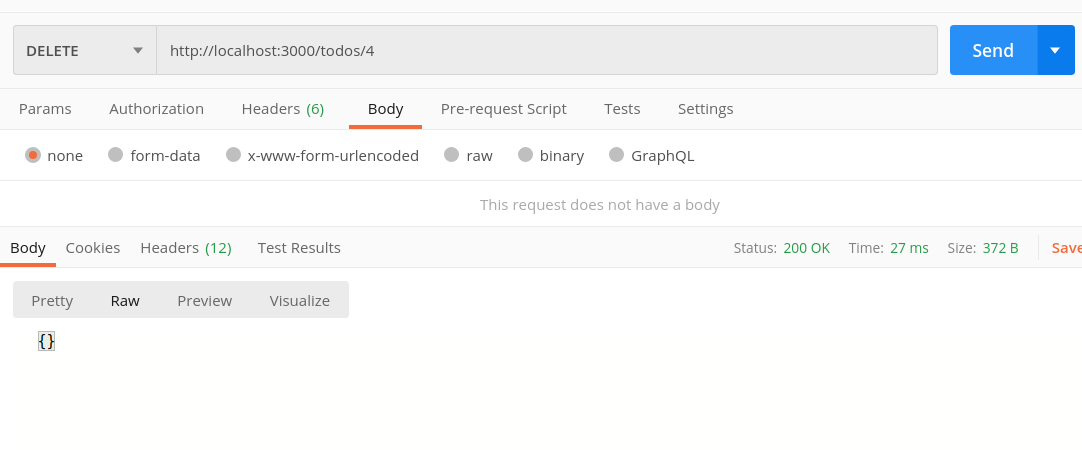 DELETE http://localhost:3000/todos/4 Send
Params Authorization Headers (6) Body Pre-request Script Tests Settings
none form-data x-www-form-urlencoded raw binary GraphQL
This request does not have a body
Body Cookies Headers (12) Test Results Status: 200 OK Time: 27 ms Size: 372 B Save
Pretty Raw Preview Visualize
{}